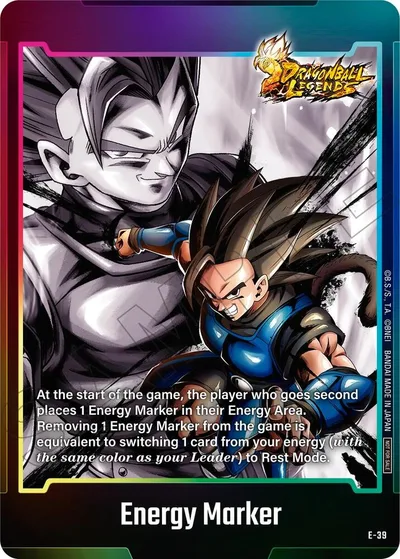 DRAGONBALL
LEGENDS
At the start of the game, the player who goes second
places 1 Energy Marker in their Energy Area.
Removing 1 Energy Marker from the game is
equivalent to switching 1 card from your energy (with
the same color as your Leader) to Rest Mode.
©B.S./S., T.A. ©BNEI BANDAI MADE IN JAPAN
NOT FOR SALE
Energy Marker
E-39